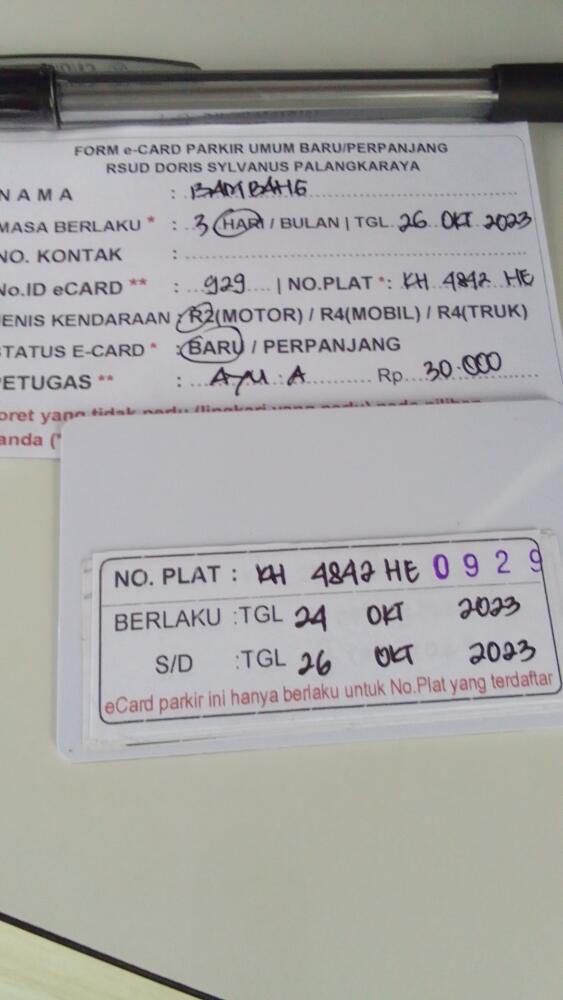 FORM e-CARD PARKIR UMUM BARU/PERPANJANG
RSUD DORIS SYLVANUS PALANGKARAYA
NAMA : BAMBANG
MASA BERLAKU * : 3 HARI / BULAN | TGL. 26 OKT 2023
NO. KONTAK :
No.ID eCARD ** : 929 | NO.PLAT *: KH 4842 HE
JENIS KENDARAAN : R2(MOTOR) / R4(MOBIL) / R4(TRUK)
STATUS E-CARD * : BARU / PERPANJANG
PETUGAS ** : AYU . A Rp. 30.000
NO. PLAT : KH 4842 HE 0929
BERLAKU :TGL 24 OKT 2023
S/D :TGL 26 OKT 2023
eCard parkir ini hanya berlaku untuk No.Plat yang terdaftar